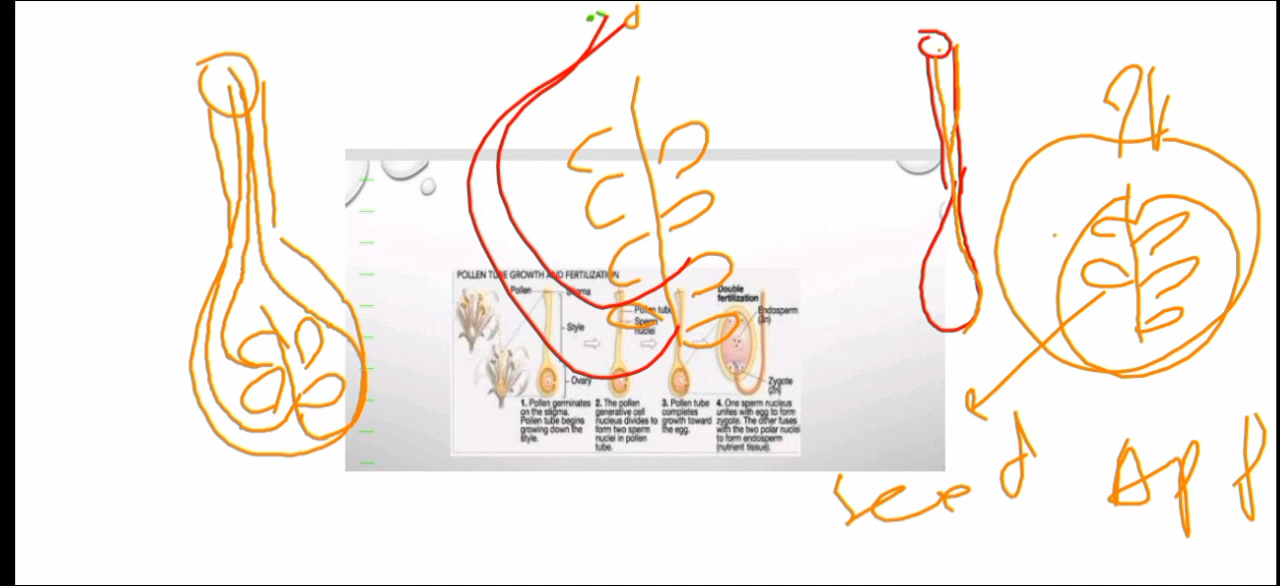 POLLEN TUBE GROWTH AND FERTILIZATION
Pollen
Stigma
Style
Ovary
Pollen tube
Sperm nuclei
Double fertilization
Endosperm (3n)
Zygote (2n)
1. Pollen germinates
on the stigma.
Pollen tube begins
growing down the
style.
2. The pollen
generative cell
nucleus divides to
form two sperm
nuclei in pollen
tube.
3. Pollen tube
completes
growth toward
the egg.
4. One sperm nucleus
unites with egg to form
zygote. The other fuses
with the two polar nuclei
to form endosperm
(nutrient tissue).
seed
App